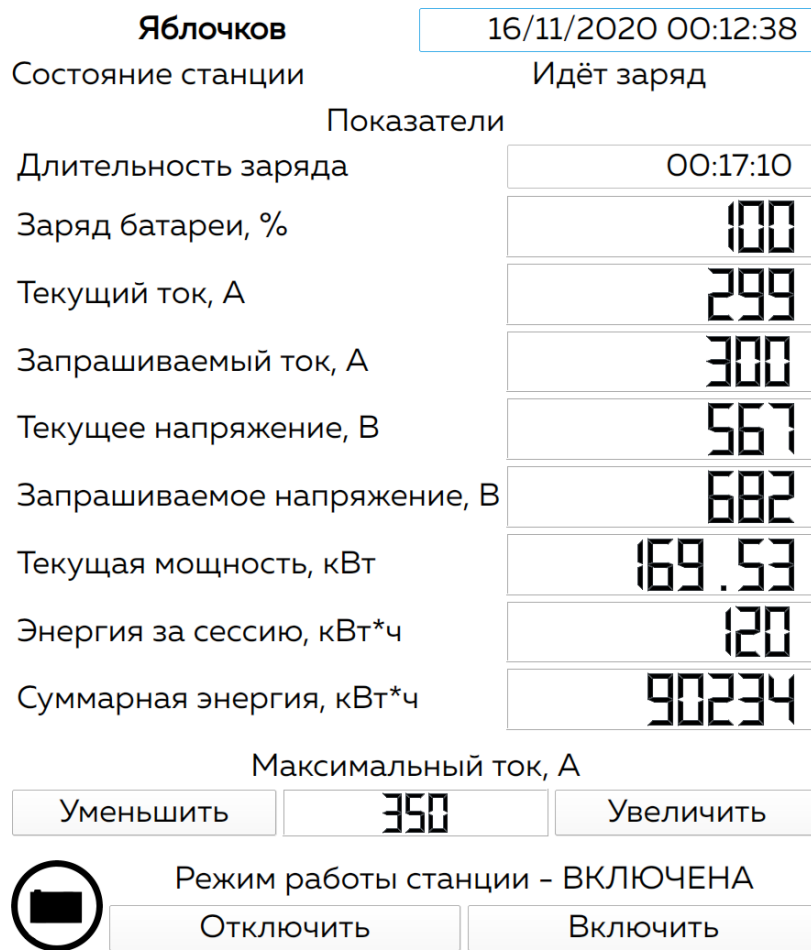 Яблочков 16/11/2020 00:12:38
Состояние станции Идёт заряд
Показатели
Длительность заряда 00:17:10
Заряд батареи, % 100
Текущий ток, А 299
Запрашиваемый ток, А 300
Текущее напряжение, В 567
Запрашиваемое напряжение, В 682
Текущая мощность, кВт 169.53
Энергия за сессию, кВт*ч 120
Суммарная энергия, кВт*ч 90234
Максимальный ток, А
Уменьшить 350 Увеличить
Режим работы станции - ВКЛЮЧЕНА
Отключить Включить